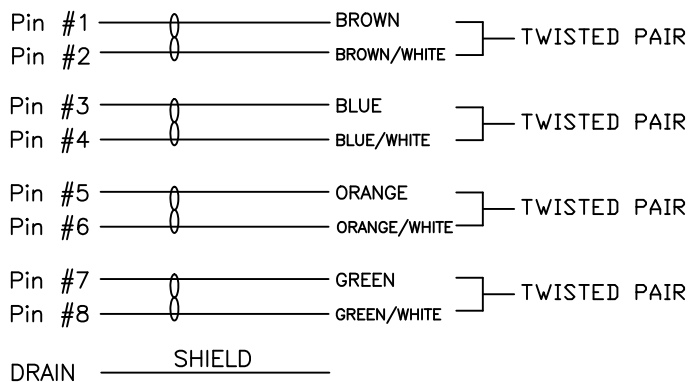 Pin #1 BROWN
TWISTED PAIR
Pin #2 BROWN/WHITE
Pin #3 BLUE
TWISTED PAIR
Pin #4 BLUE/WHITE
Pin #5 ORANGE
TWISTED PAIR
Pin #6 ORANGE/WHITE
Pin #7 GREEN
TWISTED PAIR
Pin #8 GREEN/WHITE
SHIELD
DRAIN